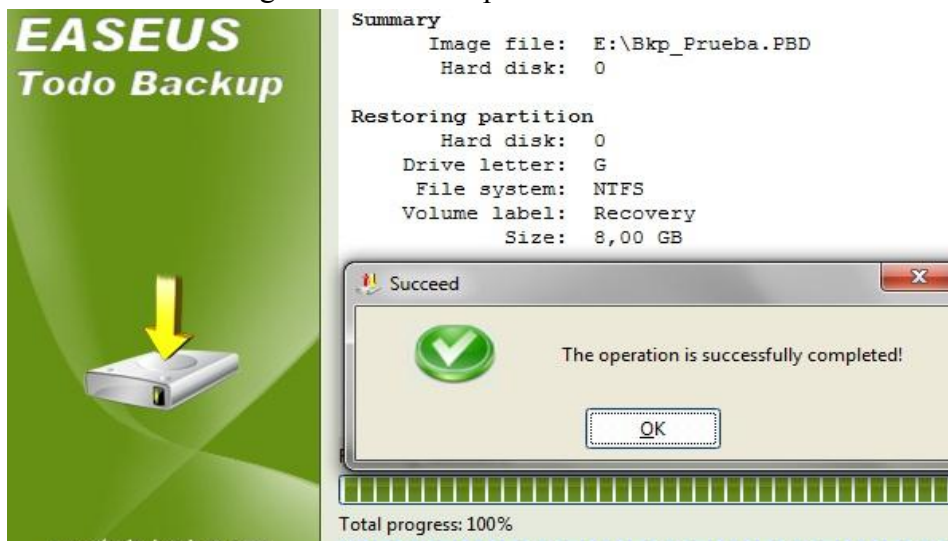 EASEUS
Todo Backup
Summary
Image file: E:\Bkp_Prueba.PBD
Hard disk: 0
Restoring partition
Hard disk: 0
Drive letter: G
File system: NTFS
Volume label: Recovery
Size: 8,00 GB
Succeed
The operation is successfully completed!
OK
Total progress: 100%